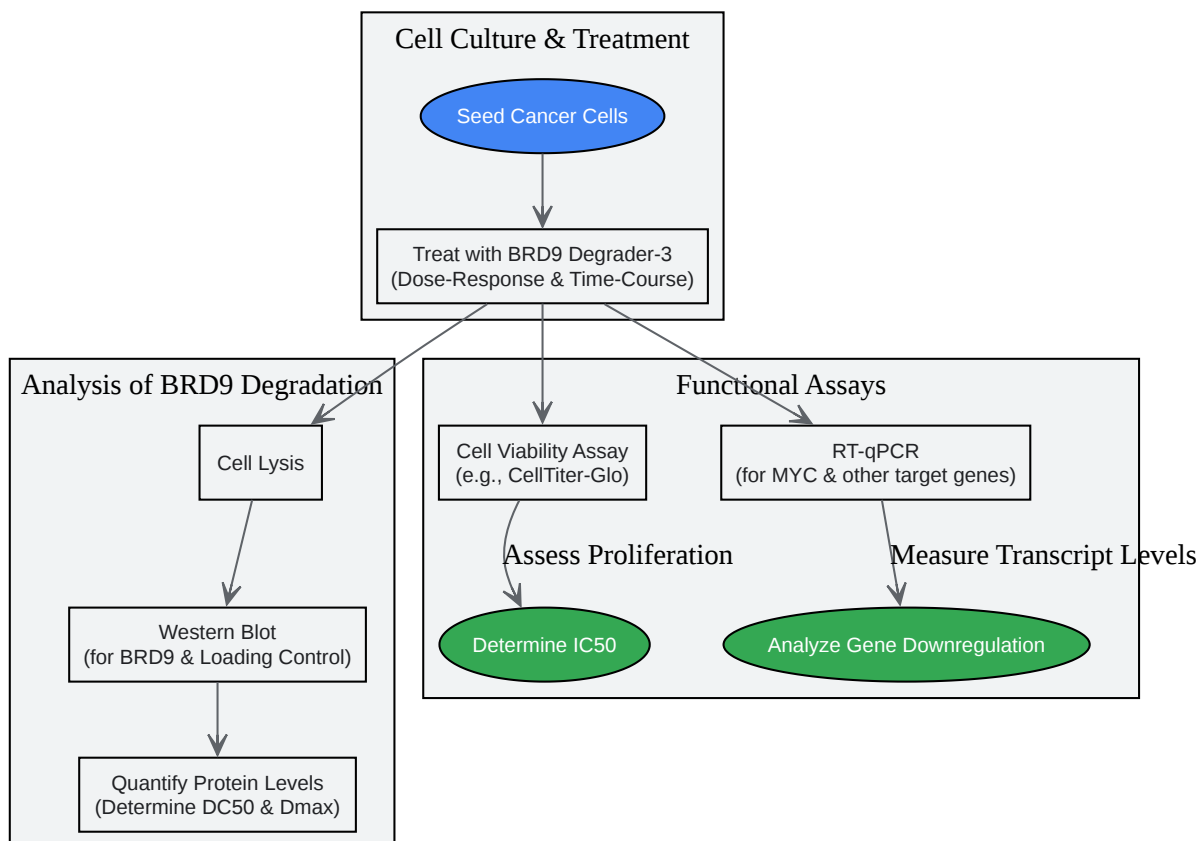 Cell Culture & Treatment
Seed Cancer Cells
Treat with BRD9 Degrader-3
(Dose-Response & Time-Course)
Analysis of BRD9 Degradation
Cell Lysis
Western Blot
(for BRD9 & Loading Control)
Quantify Protein Levels
(Determine DC50 & Dmax)
Functional Assays
Cell Viability Assay
(e.g., CellTiter-Glo)
Assess Proliferation
Determine IC50
RT-qPCR
(for MYC & other target genes)
Measure Transcript Levels
Analyze Gene Downregulation